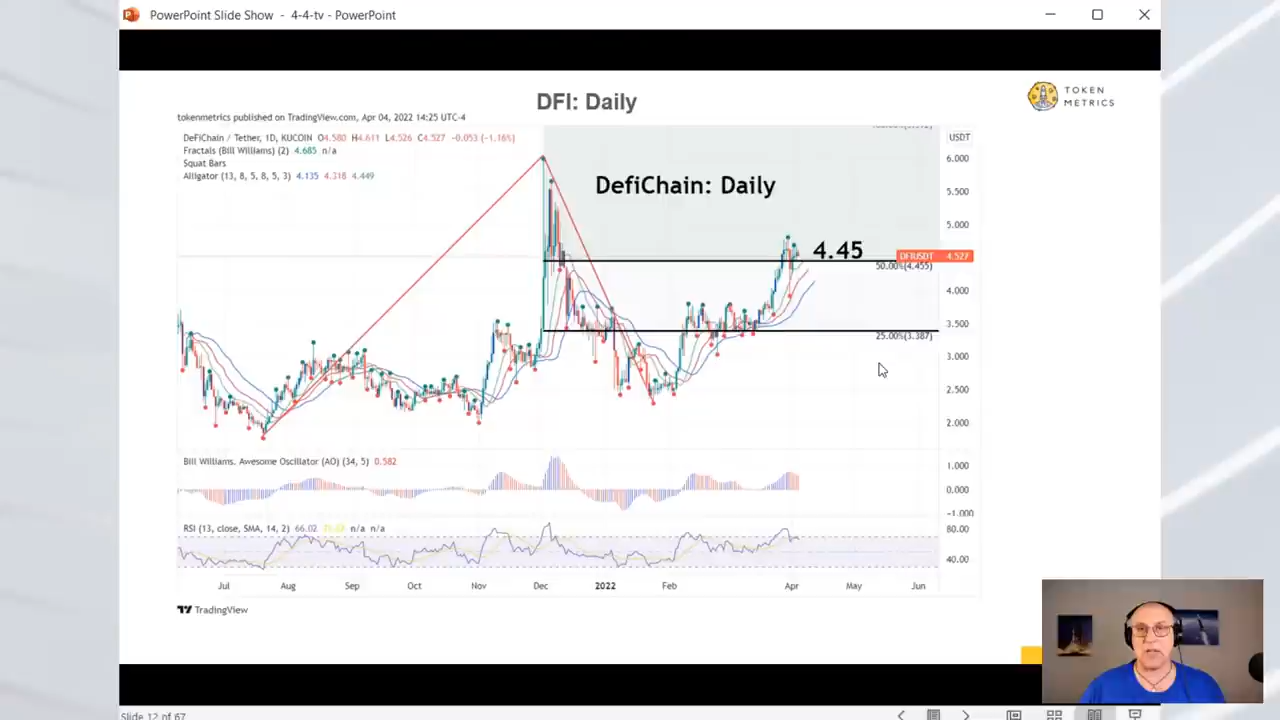 PowerPoint Slide Show - 4-4-tv - PowerPoint
DFI: Daily
TOKEN
METRICS
tokenmetrics published on TradingView.com, Apr 04, 2022 14:25 UTC-4
DeFiChain / Tether, 1D, KUCOIN O4.580 H4.611 L4.526 C4.527 -0.053 (-1.16%)
USDT
Fractals (Bill Williams) (2) 4.685 n/a
Squat Bars
Alligator (13, 8, 5, 8, 5, 3) 4.135 4.318 4.449
DefiChain: Daily
6.000
5.500
5.000
4.45
DFIUSDT 4.527
50.00%(4.455)
4.000
3.500
25.00%(3.387)
3.000
2.500
2.000
Bill Williams. Awesome Oscillator (AO) (34, 5) 0.582
1.000
0.000
-1.000
RSI (13, close, SMA, 14, 2) 66.02 n/a n/a
80.00
40.00
Jul Aug Sep Oct Nov Dec 2022 Feb Apr May Jun
TradingView
Slide 12 of 67